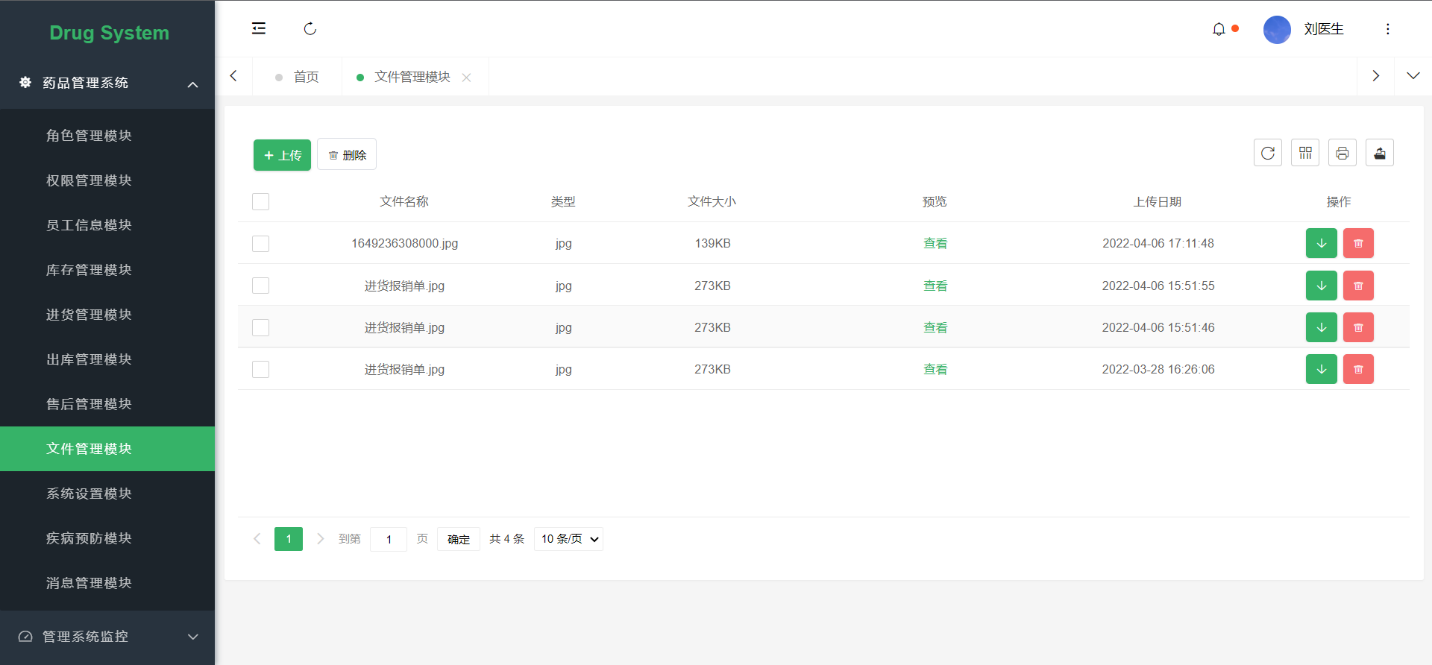 Drug System
药品管理系统
角色管理模块
权限管理模块
员工信息模块
库存管理模块
进货管理模块
出库管理模块
售后管理模块
文件管理模块
系统设置模块
疾病预防模块
消息管理模块
管理系统监控
刘医生
首页 文件管理模块
上传 删除
文件名称 类型 文件大小 预览 上传日期 操作
1649236308000.jpg jpg 139KB 查看 2022-04-06 17:11:48
进货报销单.jpg jpg 273KB 查看 2022-04-06 15:51:55
进货报销单.jpg jpg 273KB 查看 2022-04-06 15:51:46
进货报销单.jpg jpg 273KB 查看 2022-03-28 16:26:06
1 到第 1 页 确定 共 4 条 10 条/页